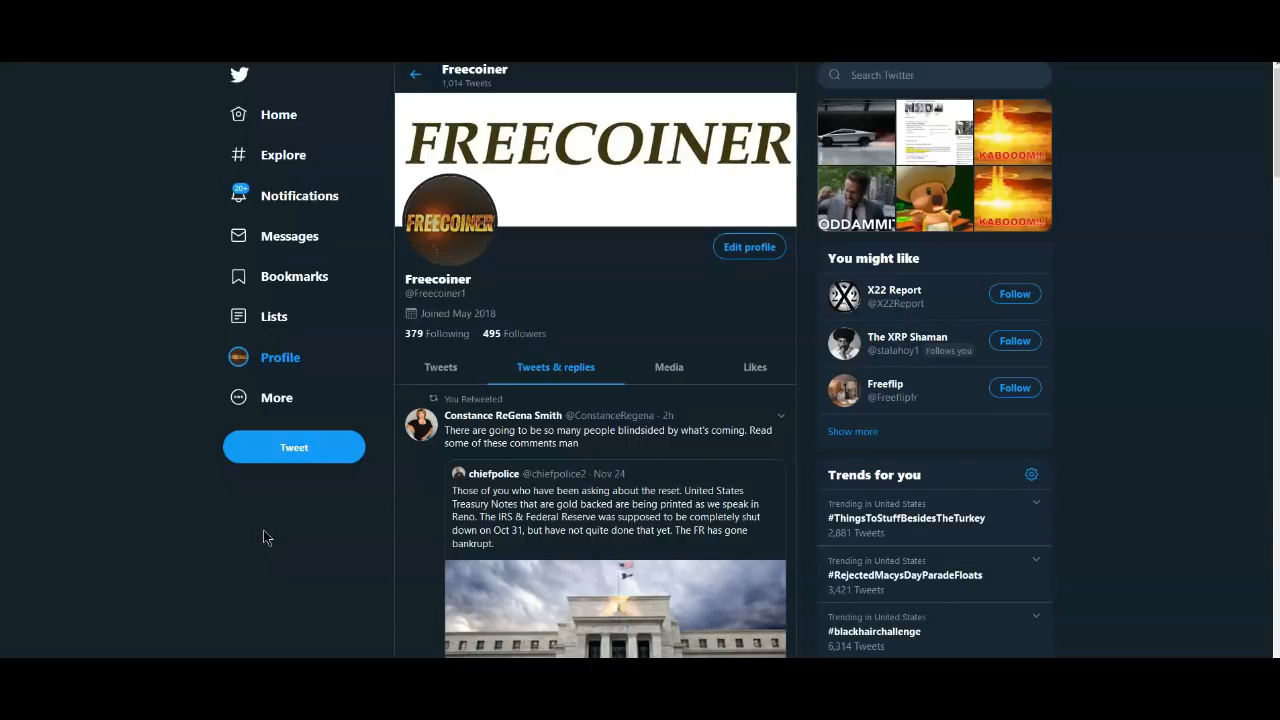 Home
Explore
20+
Notifications
Messages
Bookmarks
Lists
Profile
More
Tweet
Freecoiner
1,014 Tweets
FREECOINER
FREECOINER
Edit profile
Freecoiner
@Freecoiner1
Joined May 2018
379 Following 495 Followers
Tweets
Tweets & replies
Media
Likes
You Retweeted
Constance ReGena Smith @ConstanceRegena · 2h
There are going to be so many people blindsided by what's coming. Read
some of these comments man
chiefpolice @chiefpolice2 · Nov 24
Those of you who have been asking about the reset. United States
Treasury Notes that are gold backed are being printed as we speak in
Reno. The IRS & Federal Reserve was supposed to be completely shut
down on Oct 31, but have not quite done that yet. The FR has gone
bankrupt.
Search Twitter
KABOOOM!!!
ODDAMMIT
KABOOOM!!!
You might like
X22 Report
@X22Report
Follow
The XRP Shaman
@stalahoy1 Follows you
Follow
Freeflip
@Freeflipfr
Follow
Show more
Trends for you
Trending in United States
#ThingsToStuffBesidesTheTurkey
2,881 Tweets
Trending in United States
#RejectedMacysDayParadeFloats
3,421 Tweets
Trending in United States
#blackhairchallenge
6,314 Tweets